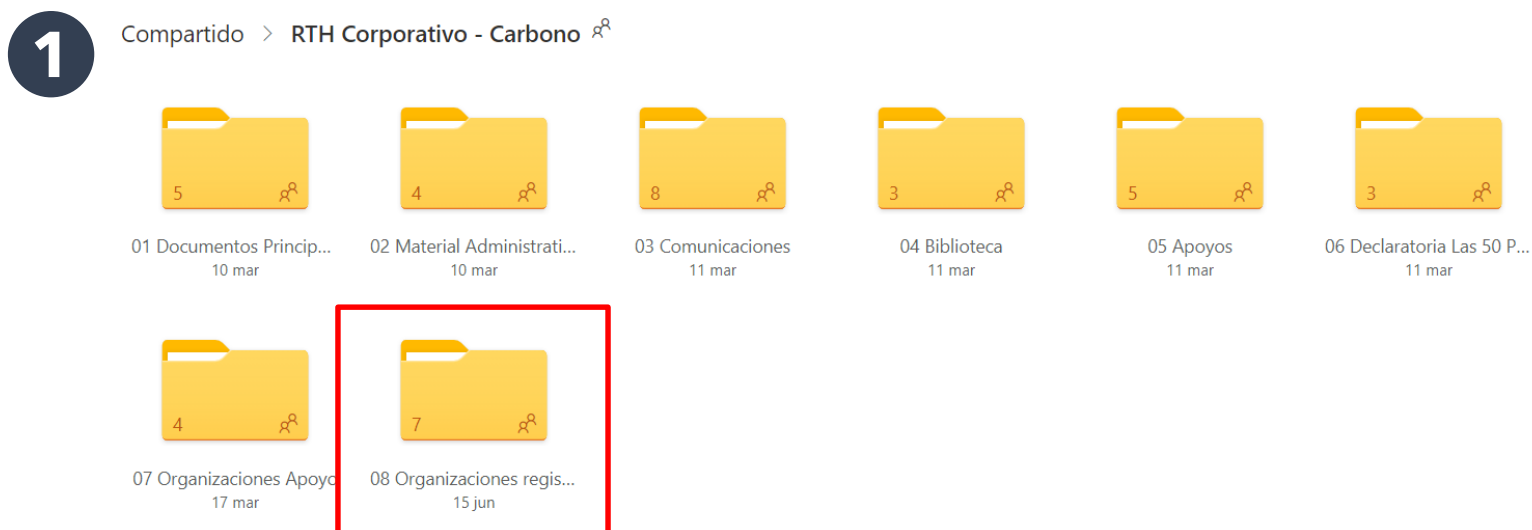 1
Compartido > RTH Corporativo - Carbono
5 4 8 3 5 3
01 Documentos Princip... 02 Material Administrati... 03 Comunicaciones 04 Biblioteca 05 Apoyos 06 Declaratoria Las 50 P...
10 mar 10 mar 11 mar 11 mar 11 mar 11 mar
4 7
07 Organizaciones Apoyo 08 Organizaciones regis...
17 mar 15 jun